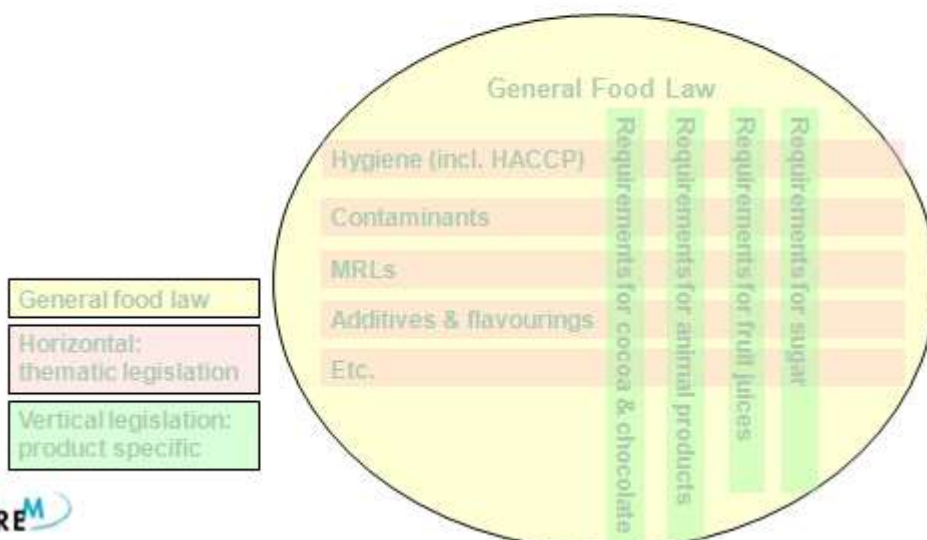 General Food Law
Hygiene (incl. HACCP)
Contaminants
MRLs
Additives & flavourings
Etc.
Requirements for cocoa & chocolate
Requirements for animal products
Requirements for fruit juices
Requirements for sugar
General food law
Horizontal:
thematic legislation
Vertical legislation:
product specific